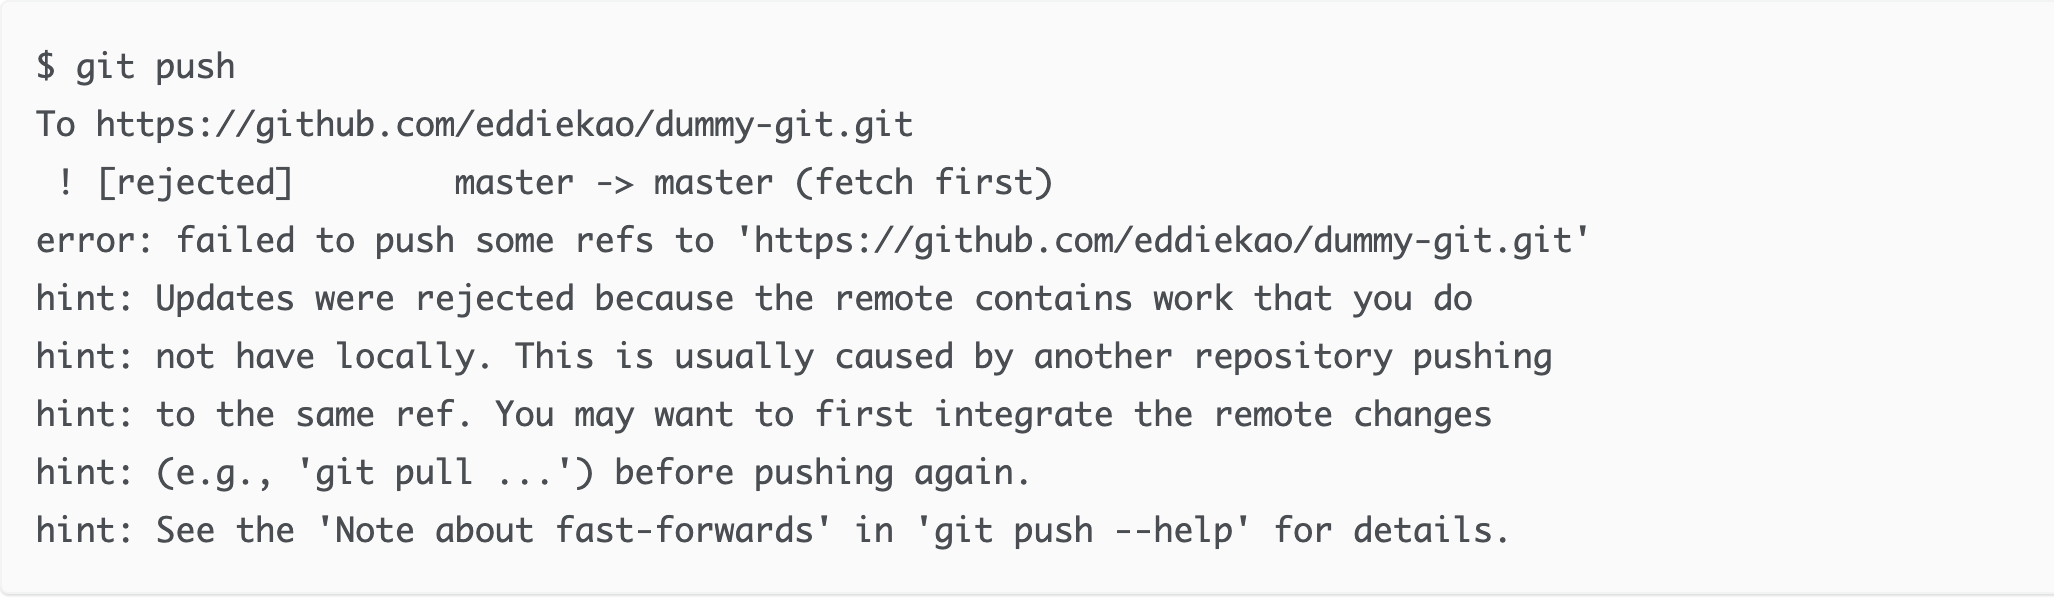 $ git push
To https://github.com/eddiekao/dummy-git.git
 ! [rejected]        master -> master (fetch first)
error: failed to push some refs to 'https://github.com/eddiekao/dummy-git.git'
hint: Updates were rejected because the remote contains work that you do
hint: not have locally. This is usually caused by another repository pushing
hint: to the same ref. You may want to first integrate the remote changes
hint: (e.g., 'git pull ...') before pushing again.
hint: See the 'Note about fast-forwards' in 'git push --help' for details.